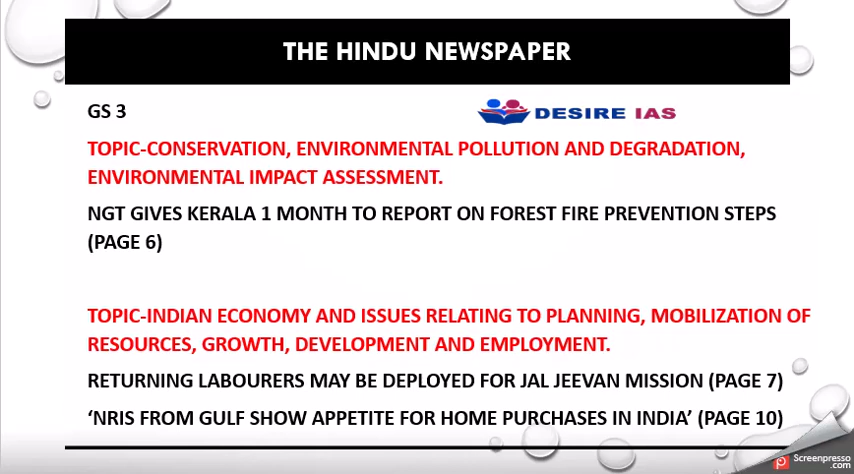 THE HINDU NEWSPAPER
GS 3
DESIRE IAS
TOPIC-CONSERVATION, ENVIRONMENTAL POLLUTION AND DEGRADATION,
ENVIRONMENTAL IMPACT ASSESSMENT.
NGT GIVES KERALA 1 MONTH TO REPORT ON FOREST FIRE PREVENTION STEPS
(PAGE 6)
TOPIC-INDIAN ECONOMY AND ISSUES RELATING TO PLANNING, MOBILIZATION OF
RESOURCES, GROWTH, DEVELOPMENT AND EMPLOYMENT.
RETURNING LABOURERS MAY BE DEPLOYED FOR JAL JEEVAN MISSION (PAGE 7)
‘NRIS FROM GULF SHOW APPETITE FOR HOME PURCHASES IN INDIA’ (PAGE 10)
Screenpresso
.com